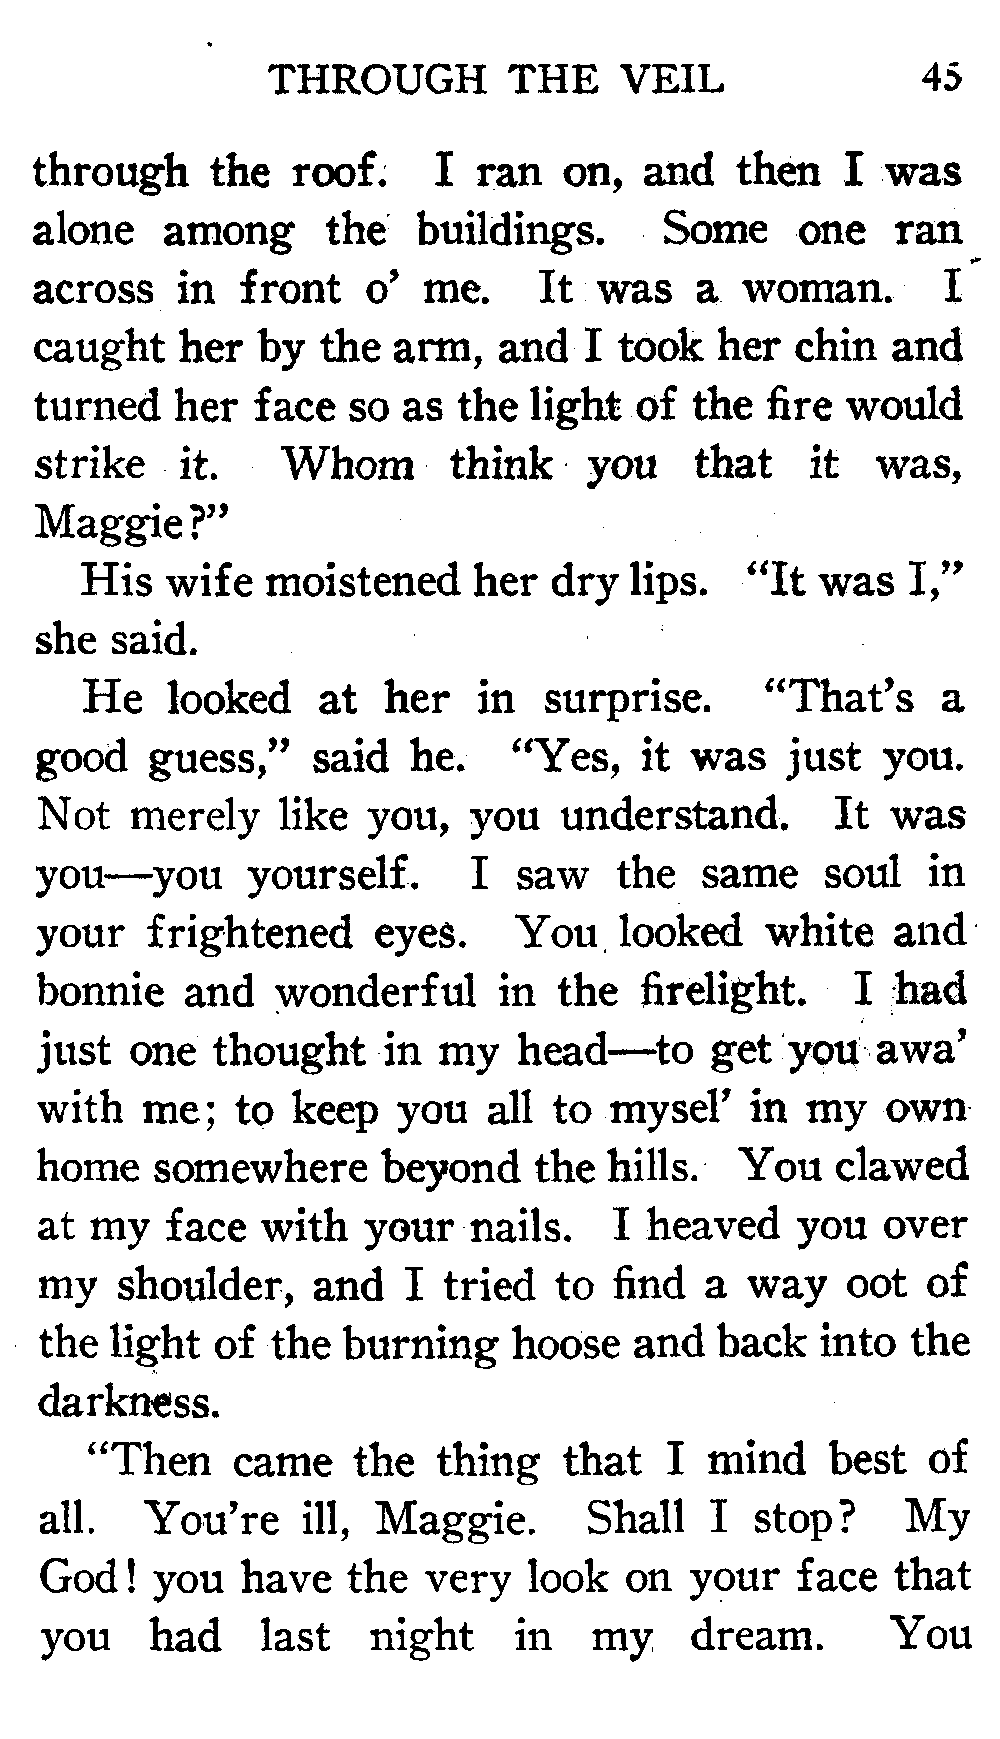 THROUGH THE VEIL 45
through the roof. I ran on, and then I was
alone among the buildings. Some one ran
across in front o' me. It was a woman. I
caught her by the arm, and I took her chin and
turned her face so as the light of the fire would
strike it. Whom think you that it was,
Maggie?"
His wife moistened her dry lips. "It was I,"
she said.
He looked at her in surprise. "That's a
good guess," said he. "Yes, it was just you.
Not merely like you, you understand. It was
you—you yourself. I saw the same soul in
your frightened eyes. You looked white and
bonnie and wonderful in the firelight. I had
just one thought in my head—to get you awa'
with me; to keep you all to mysel' in my own
home somewhere beyond the hills. You clawed
at my face with your nails. I heaved you over
my shoulder, and I tried to find a way oot of
the light of the burning hoose and back into the
darkness.
"Then came the thing that I mind best of
all. You're ill, Maggie. Shall I stop? My
God! you have the very look on your face that
you had last night in my dream. You